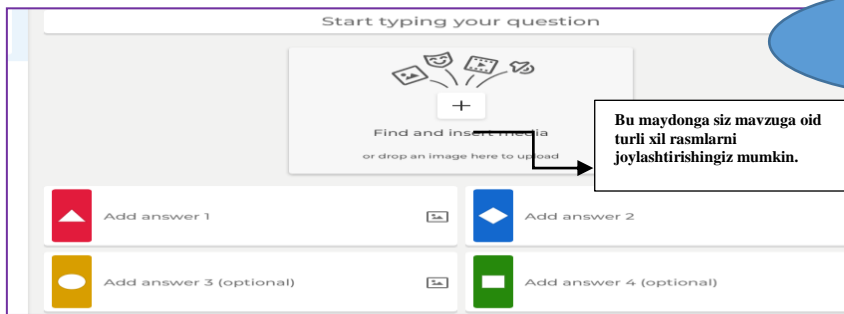 Start typing your question
Find and insert media
or drop an image here to upload
Bu maydonga siz mavzuga oid
turli xil rasmlarni
joylashtirishingiz mumkin.
Add answer 1
Add answer 2
Add answer 3 (optional)
Add answer 4 (optional)